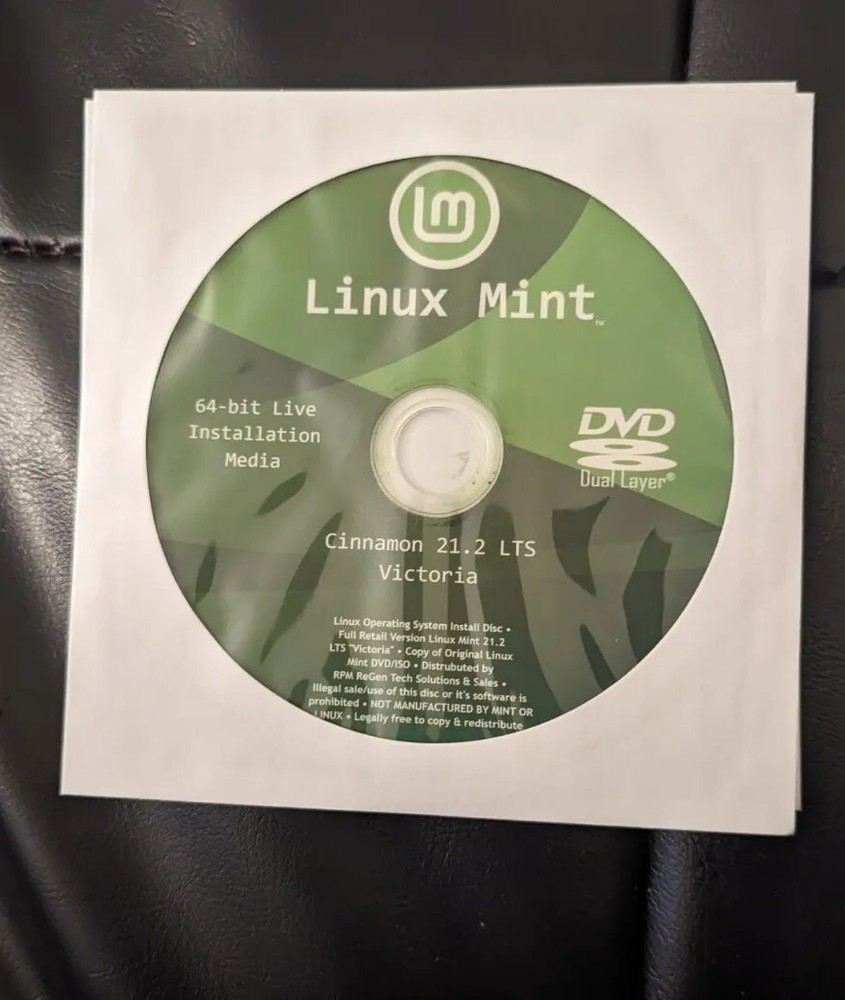 Lm
Linux Mint™
64-bit Live
Installation
Media
DVD
Dual Layer®
Cinnamon 21.2 LTS
Victoria
Linux Operating System Install Disc •
Full Retail Version Linux Mint 21.2
LTS "Victoria" • Copy of Original Linux
Mint DVD/ISO • Distrubuted by
RPM ReGen Tech Solutions & Sales •
Illegal sale/use of this disc or it's software is
prohibited • NOT MANUFACTURED BY MINT OR
LINUX • Legally free to copy & redistribute